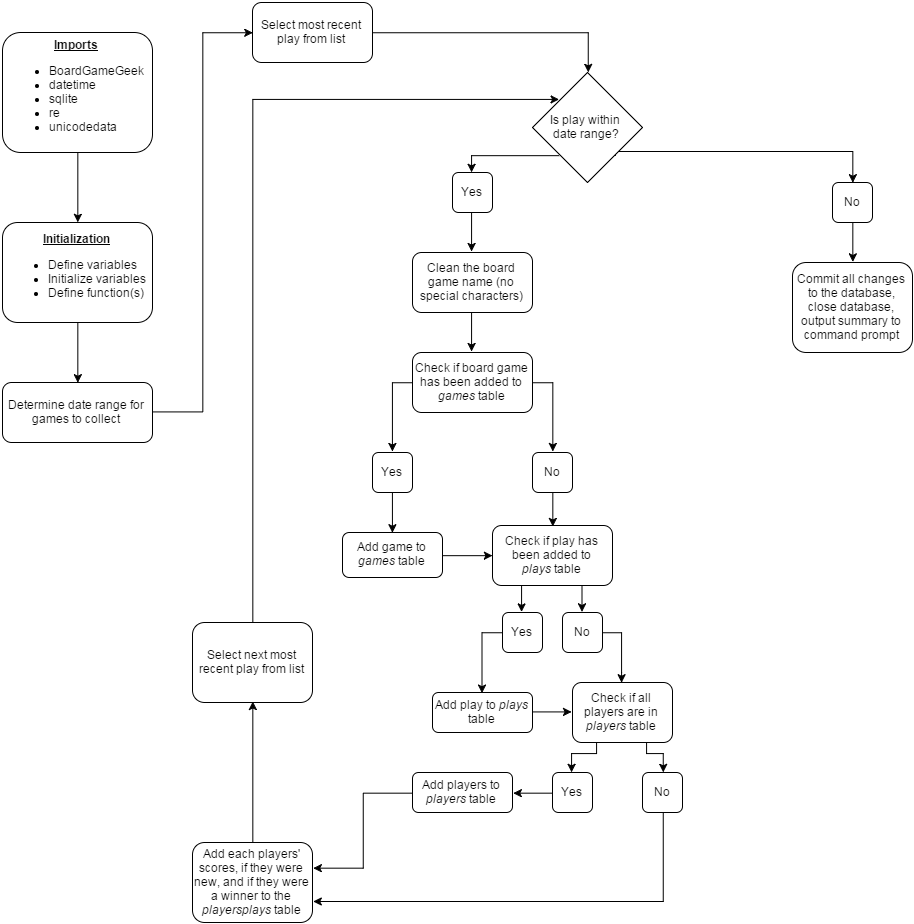 Imports
BoardGameGeek
datetime
sqlite
re
unicodedata
Initialization
Define variables
Initialize variables
Define function(s)
Determine date range for
games to collect
Select most recent
play from list
Is play within
date range?
Yes
No
Clean the board
game name (no
special characters)
Commit all changes
to the database,
close database,
output summary to
command prompt
Check if board game
has been added to
games table
Yes
No
Add game to
games table
Check if play has
been added to
plays table
Yes
No
Add play to plays
table
Check if all
players are in
players table
Yes
No
Add players to
players table
Add each players'
scores, if they were
new, and if they were
a winner to the
playersplays table
Select next most
recent play from list